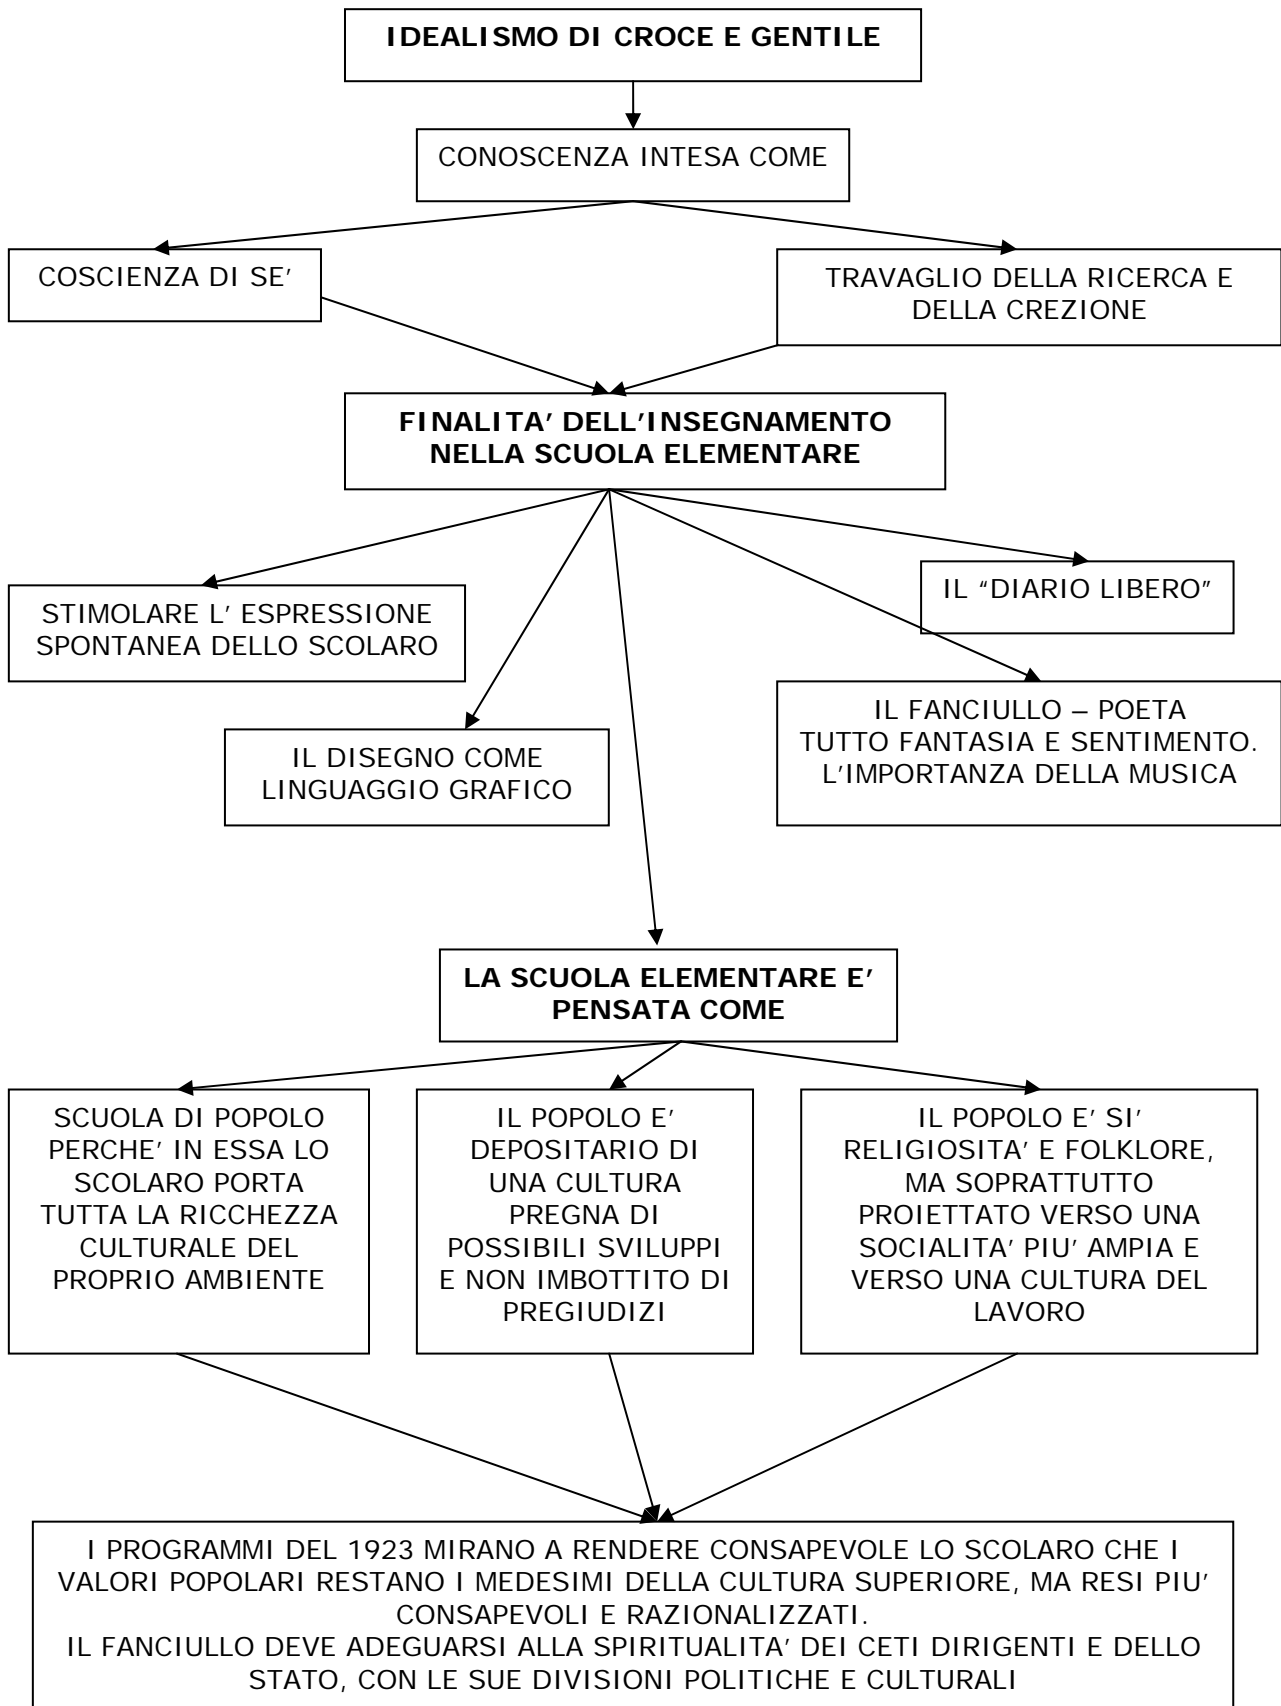 IDEALISMO DI CROCE E GENTILE
CONOSCENZA INTESA COME
COSCIENZA DI SE’
TRAVAGLIO DELLA RICERCA E
DELLA CREZIONE
FINALITA’ DELL’INSEGNAMENTO
NELLA SCUOLA ELEMENTARE
STIMOLARE L’ ESPRESSIONE
SPONTANEA DELLO SCOLARO
IL “DIARIO LIBERO”
IL DISEGNO COME
LINGUAGGIO GRAFICO
IL FANCIULLO – POETA
TUTTO FANTASIA E SENTIMENTO.
L’IMPORTANZA DELLA MUSICA
LA SCUOLA ELEMENTARE E’
PENSATA COME
SCUOLA DI POPOLO
PERCHE’ IN ESSA LO
SCOLARO PORTA
TUTTA LA RICCHEZZA
CULTURALE DEL
PROPRIO AMBIENTE
IL POPOLO E’
DEPOSITARIO DI
UNA CULTURA
PREGNA DI
POSSIBILI SVILUPPI
E NON IMBOTTITO DI
PREGIUDIZI
IL POPOLO E’ SI’
RELIGIOSITA’ E FOLKLORE,
MA SOPRATTUTTO
PROIETTATO VERSO UNA
SOCIALITA’ PIU’ AMPIA E
VERSO UNA CULTURA DEL
LAVORO
I PROGRAMMI DEL 1923 MIRANO A RENDERE CONSAPEVOLE LO SCOLARO CHE I
VALORI POPOLARI RESTANO I MEDESIMI DELLA CULTURA SUPERIORE, MA RESI PIU’
CONSAPEVOLI E RAZIONALIZZATI.
IL FANCIULLO DEVE ADEGUARSI ALLA SPIRITUALITA’ DEI CETI DIRIGENTI E DELLO
STATO, CON LE SUE DIVISIONI POLITICHE E CULTURALI